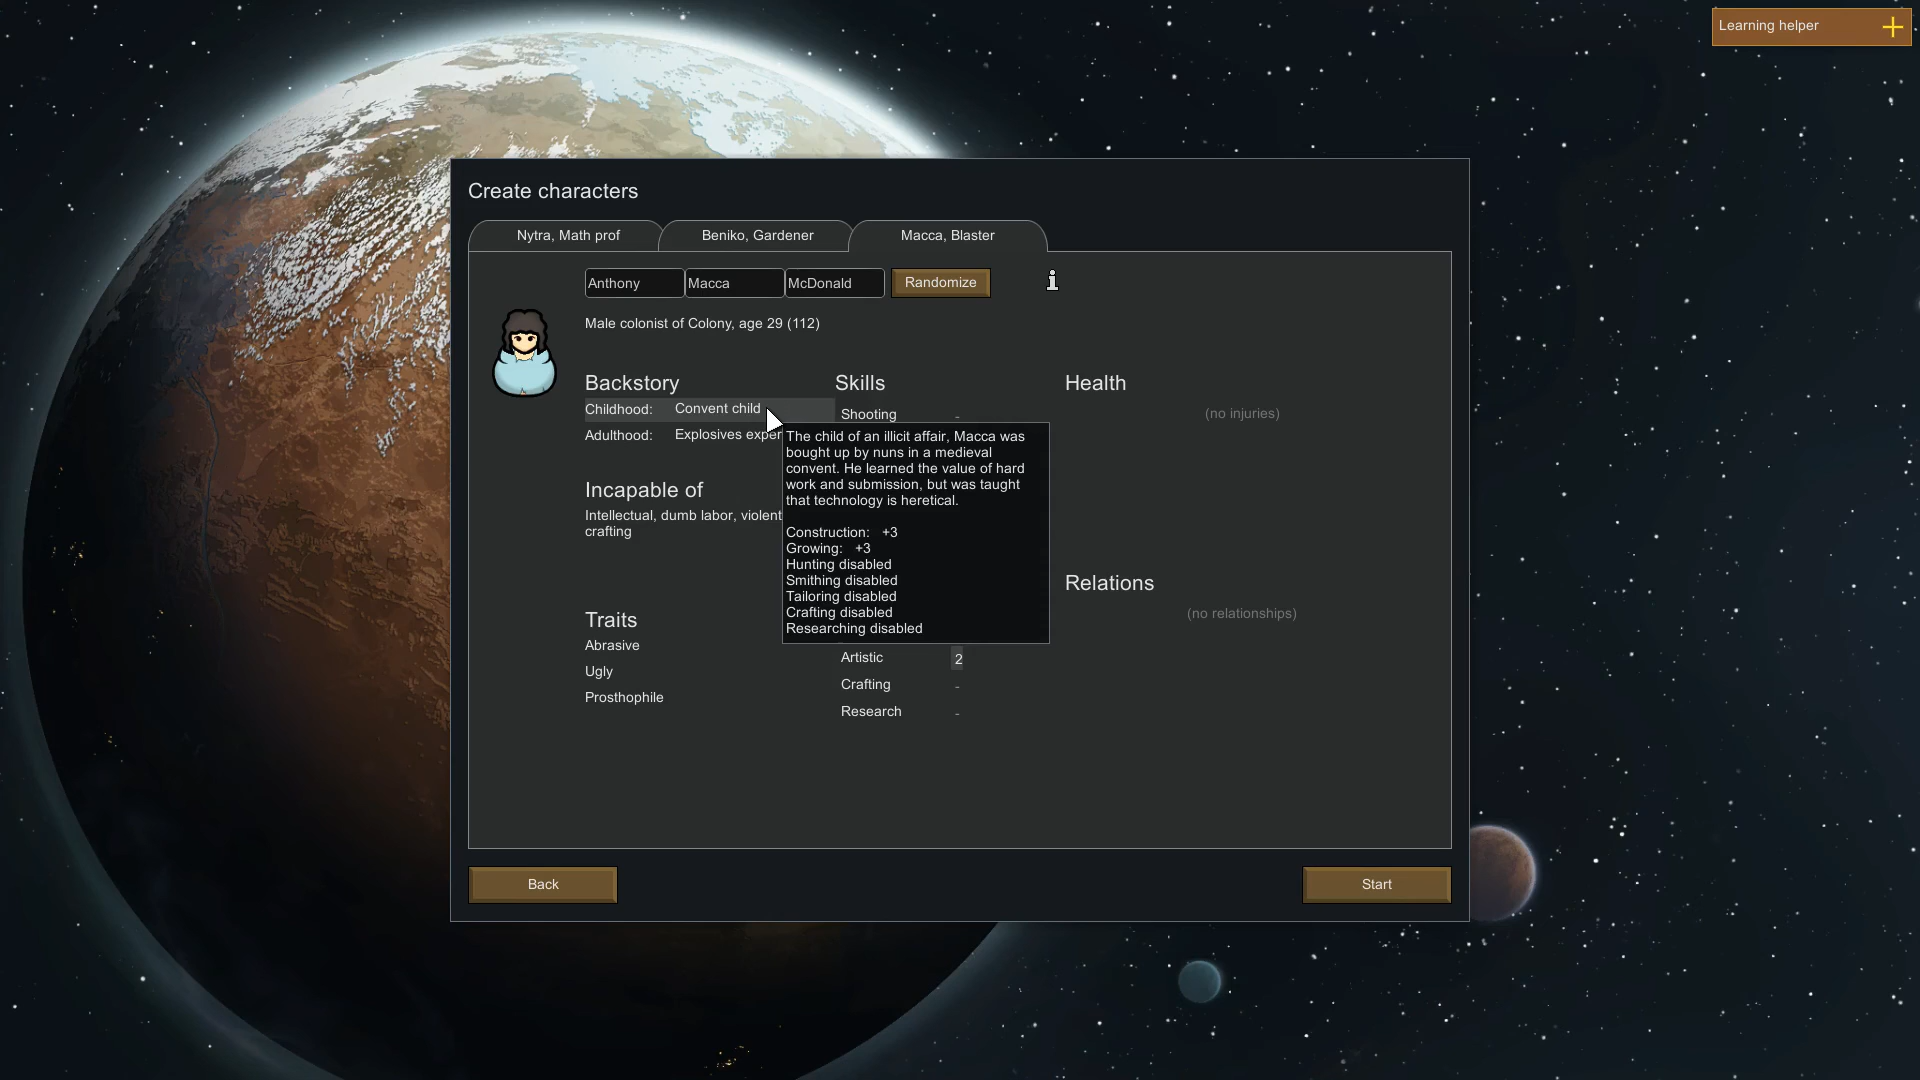 Learning helper
Create characters
Nytra, Math prof
Beniko, Gardener
Macca, Blaster
Anthony
Macca
McDonald
Randomize
Male colonist of Colony, age 29 (112)
Backstory
Childhood: Convent child
Adulthood: Explosives exper
Incapable of
Intellectual, dumb labor, violent
crafting
Traits
Abrasive
Ugly
Prosthophile
Skills
Shooting -
The child of an illicit affair, Macca was
bought up by nuns in a medieval
convent. He learned the value of hard
work and submission, but was taught
that technology is heretical.
Construction: +3
Growing: +3
Hunting disabled
Smithing disabled
Tailoring disabled
Crafting disabled
Researching disabled
Artistic 2
Crafting -
Research -
Health
(no injuries)
Relations
(no relationships)
Back
Start